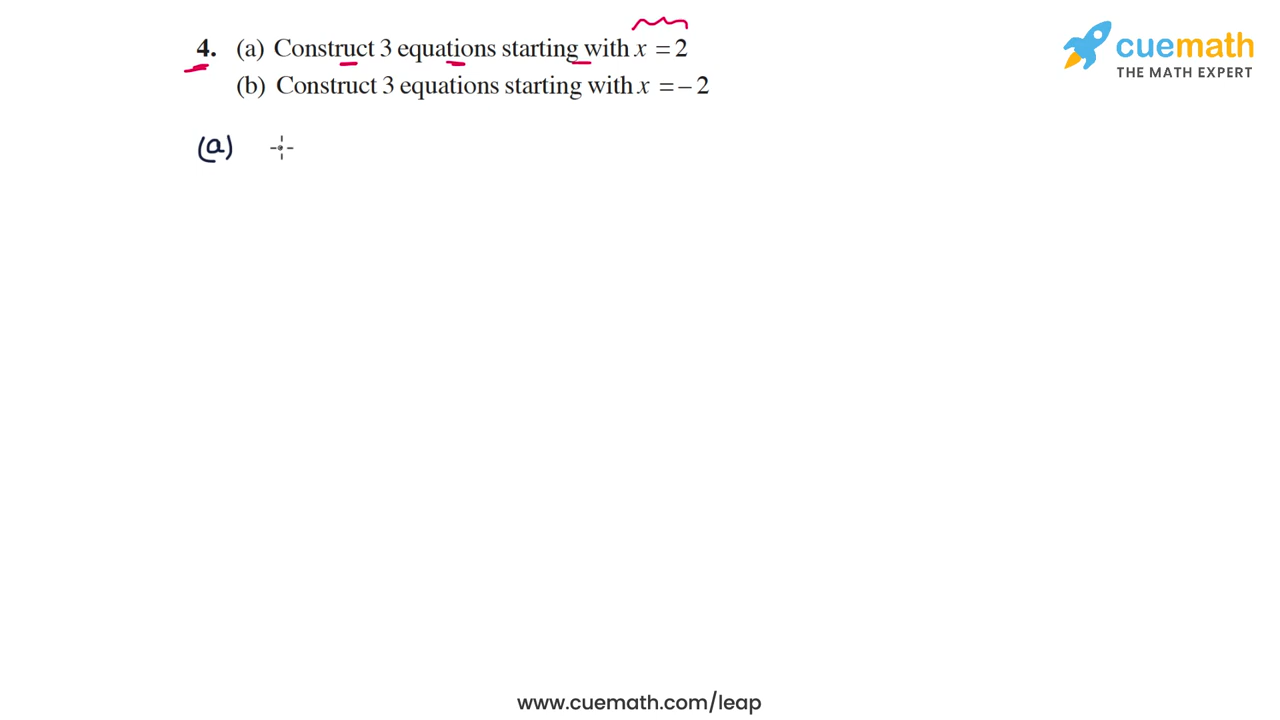 4. (a) Construct 3 equations starting with x = 2
(b) Construct 3 equations starting with x = – 2
(a)
cuemath
THE MATH EXPERT
www.cuemath.com/leap